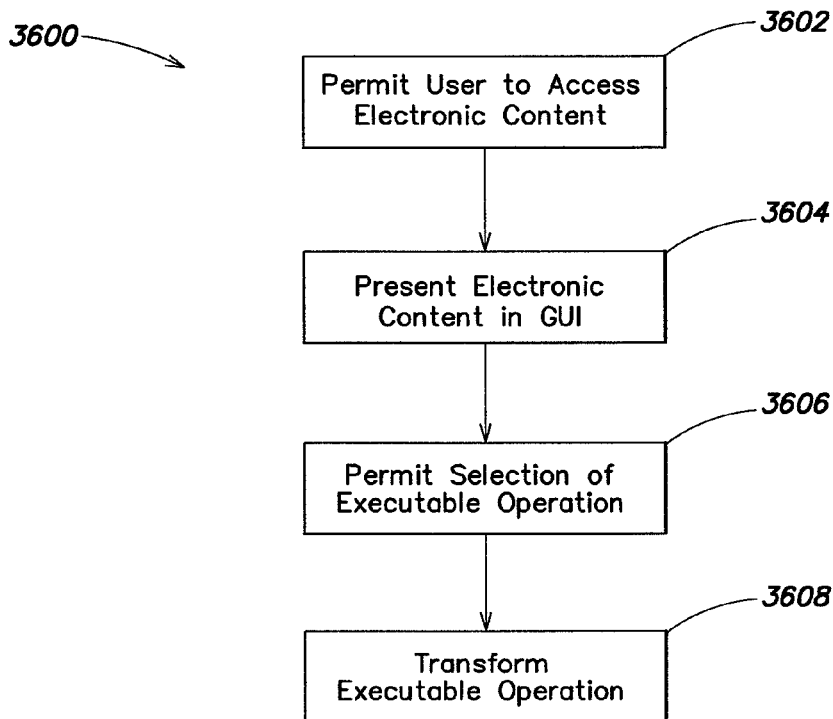 3600
3602
Permit User to Access
Electronic Content
3604
Present Electronic
Content in GUI
3606
Permit Selection of
Executable Operation
3608
Transform
Executable Operation